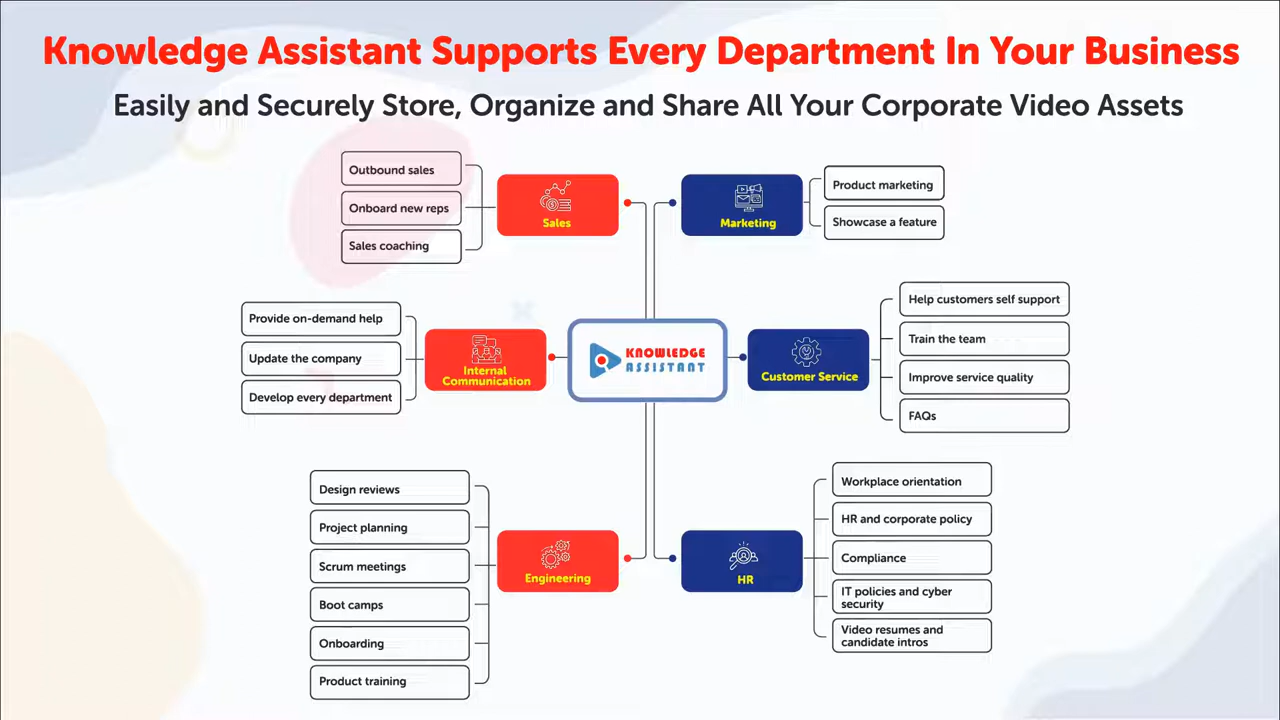 Knowledge Assistant Supports Every Department In Your Business
Easily and Securely Store, Organize and Share All Your Corporate Video Assets
Outbound sales
Onboard new reps
Sales coaching
Sales
Marketing
Product marketing
Showcase a feature
Provide on-demand help
Update the company
Develop every department
Internal
Communication
KNOWLEDGE
ASSISTANT
Customer Service
Help customers self support
Train the team
Improve service quality
FAQs
Design reviews
Project planning
Scrum meetings
Boot camps
Onboarding
Product training
Engineering
HR
Workplace orientation
HR and corporate policy
Compliance
IT policies and cyber
security
Video resumes and
candidate intros